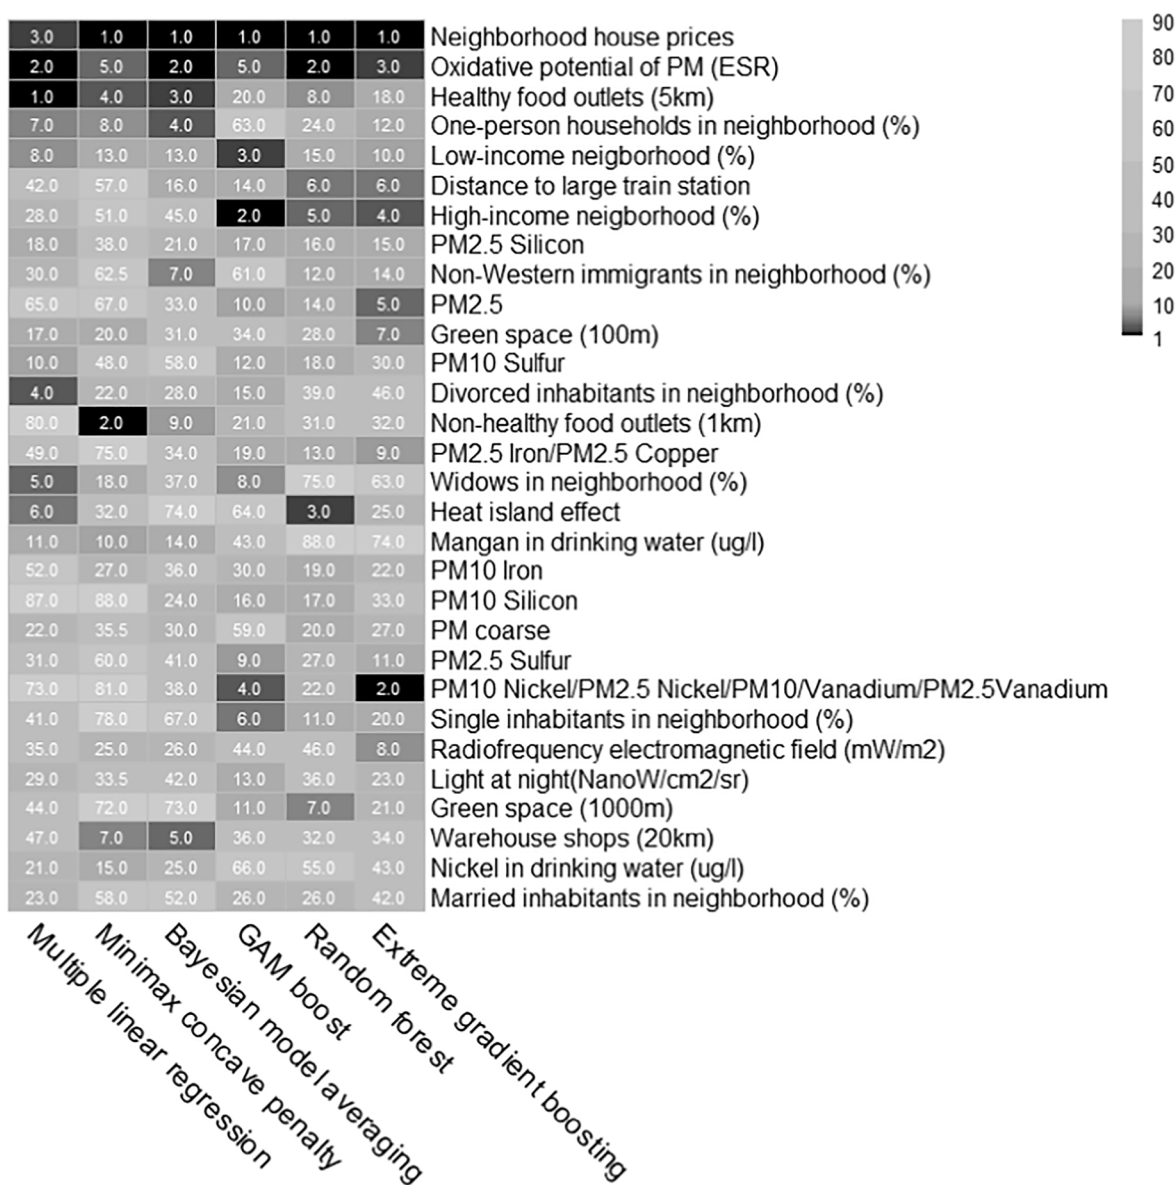 3.0 1.0 1.0 1.0 1.0 1.0 Neighborhood house prices
2.0 5.0 2.0 5.0 2.0 3.0 Oxidative potential of PM (ESR)
1.0 4.0 3.0 20.0 8.0 18.0 Healthy food outlets (5km)
7.0 8.0 4.0 63.0 24.0 12.0 One-person households in neighborhood (%)
8.0 13.0 13.0 3.0 15.0 10.0 Low-income neigborhood (%)
42.0 57.0 16.0 14.0 6.0 6.0 Distance to large train station
28.0 51.0 45.0 2.0 5.0 4.0 High-income neigborhood (%)
18.0 38.0 21.0 17.0 16.0 15.0 PM2.5 Silicon
30.0 62.5 7.0 61.0 12.0 14.0 Non-Western immigrants in neighborhood (%)
65.0 67.0 33.0 10.0 14.0 5.0 PM2.5
17.0 20.0 31.0 34.0 28.0 7.0 Green space (100m)
10.0 48.0 58.0 12.0 18.0 30.0 PM10 Sulfur
4.0 22.0 28.0 15.0 39.0 46.0 Divorced inhabitants in neighborhood (%)
80.0 2.0 9.0 21.0 31.0 32.0 Non-healthy food outlets (1km)
49.0 75.0 34.0 19.0 13.0 9.0 PM2.5 Iron/PM2.5 Copper
5.0 18.0 37.0 8.0 75.0 63.0 Widows in neighborhood (%)
6.0 32.0 74.0 64.0 3.0 25.0 Heat island effect
11.0 10.0 14.0 43.0 88.0 74.0 Mangan in drinking water (ug/l)
52.0 27.0 36.0 30.0 19.0 22.0 PM10 Iron
87.0 88.0 24.0 16.0 17.0 33.0 PM10 Silicon
22.0 35.5 30.0 59.0 20.0 27.0 PM coarse
31.0 60.0 41.0 9.0 27.0 11.0 PM2.5 Sulfur
73.0 81.0 38.0 4.0 22.0 2.0 PM10 Nickel/PM2.5 Nickel/PM10/Vanadium/PM2.5Vanadium
41.0 78.0 67.0 6.0 11.0 20.0 Single inhabitants in neighborhood (%)
35.0 25.0 26.0 44.0 46.0 8.0 Radiofrequency electromagnetic field (mW/m2)
29.0 33.5 42.0 13.0 36.0 23.0 Light at night(NanoW/cm2/sr)
44.0 72.0 73.0 11.0 7.0 21.0 Green space (1000m)
47.0 7.0 5.0 36.0 32.0 34.0 Warehouse shops (20km)
21.0 15.0 25.0 66.0 55.0 43.0 Nickel in drinking water (ug/l)
23.0 58.0 52.0 26.0 26.0 42.0 Married inhabitants in neighborhood (%)
Multiple linear regression
Minimax concave penalty
Bayesian model averaging
GAM boost
Random forest
Extreme gradient boosting
90
80
70
60
50
40
30
20
10
1